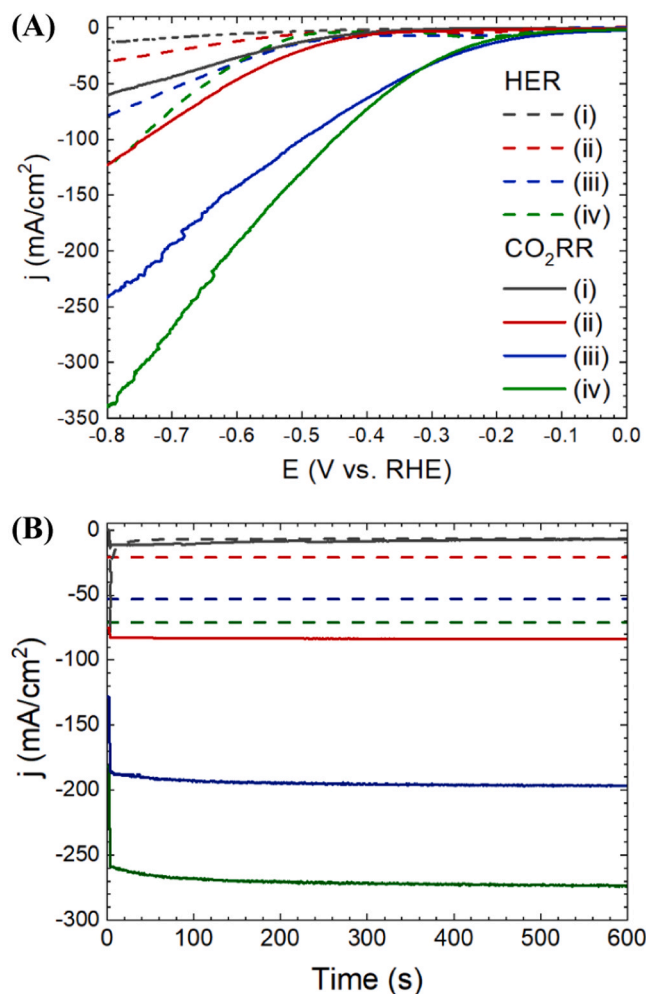 (A)
0
-50
-100
-150
-200
-250
-300
-350
j (mA/cm²)
HER
(i)
(ii)
(iii)
(iv)
CO₂RR
(i)
(ii)
(iii)
(iv)
-0.8 -0.7 -0.6 -0.5 -0.4 -0.3 -0.2 -0.1 0.0
E (V vs. RHE)
(B)
0
-50
-100
-150
-200
-250
-300
j (mA/cm²)
0 100 200 300 400 500 600
Time (s)